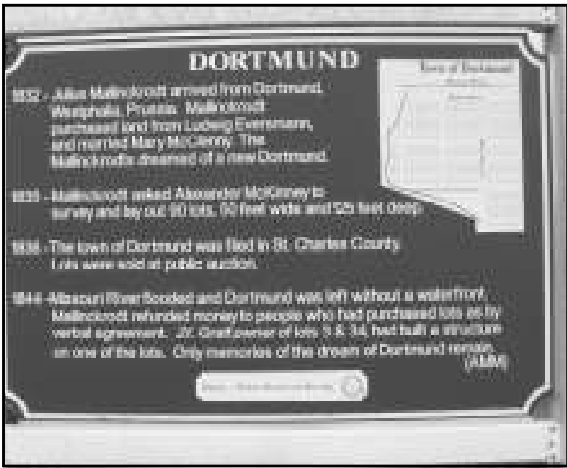 DORTMUND
Town of Dortmund
1832 - Julius Mallinckrodt arrived from Dortmund,
Westphalia, Prussia. Mallinckrodt
purchased land from Ludwig Eversmann,
and married Mary McClenny. The
Mallinckrodts dreamed of a new Dortmund.
1835 - Mallinckrodt asked Alexander McKinney to
survey and lay out 90 lots, 50 feet wide and 125 feet deep.
1836 - The town of Dortmund was filed in St. Charles County.
Lots were sold at public auction.
1844 - Missouri River flooded and Dortmund was left without a waterfront.
Mallinckrodt refunded money to people who had purchased lots as by
verbal agreement. owner of lots had built a structure
on one of the lots. Only memories of the dream of Dortmund remain.
(AMM)